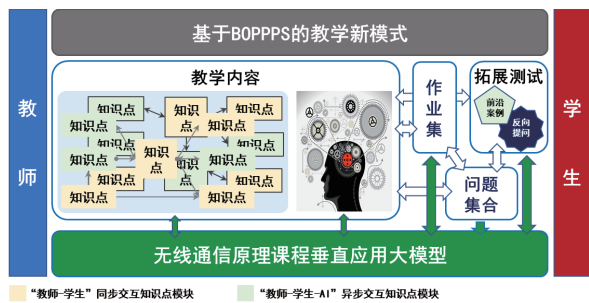 基于BOPPPS的教学新模式
教
师
教学内容
知识点
知识
点
知识点
知识点
知识点
知识点
知识点
知识
点
知识
点
知识点
知识点
知识点
知识点
知识点
作
业
集
拓展测试
前沿
案例
反向
提问
问题
集合
学
生
无线通信原理课程垂直应用大模型
“教师-学生”同步交互知识点模块
“教师-学生-AI”异步交互知识点模块